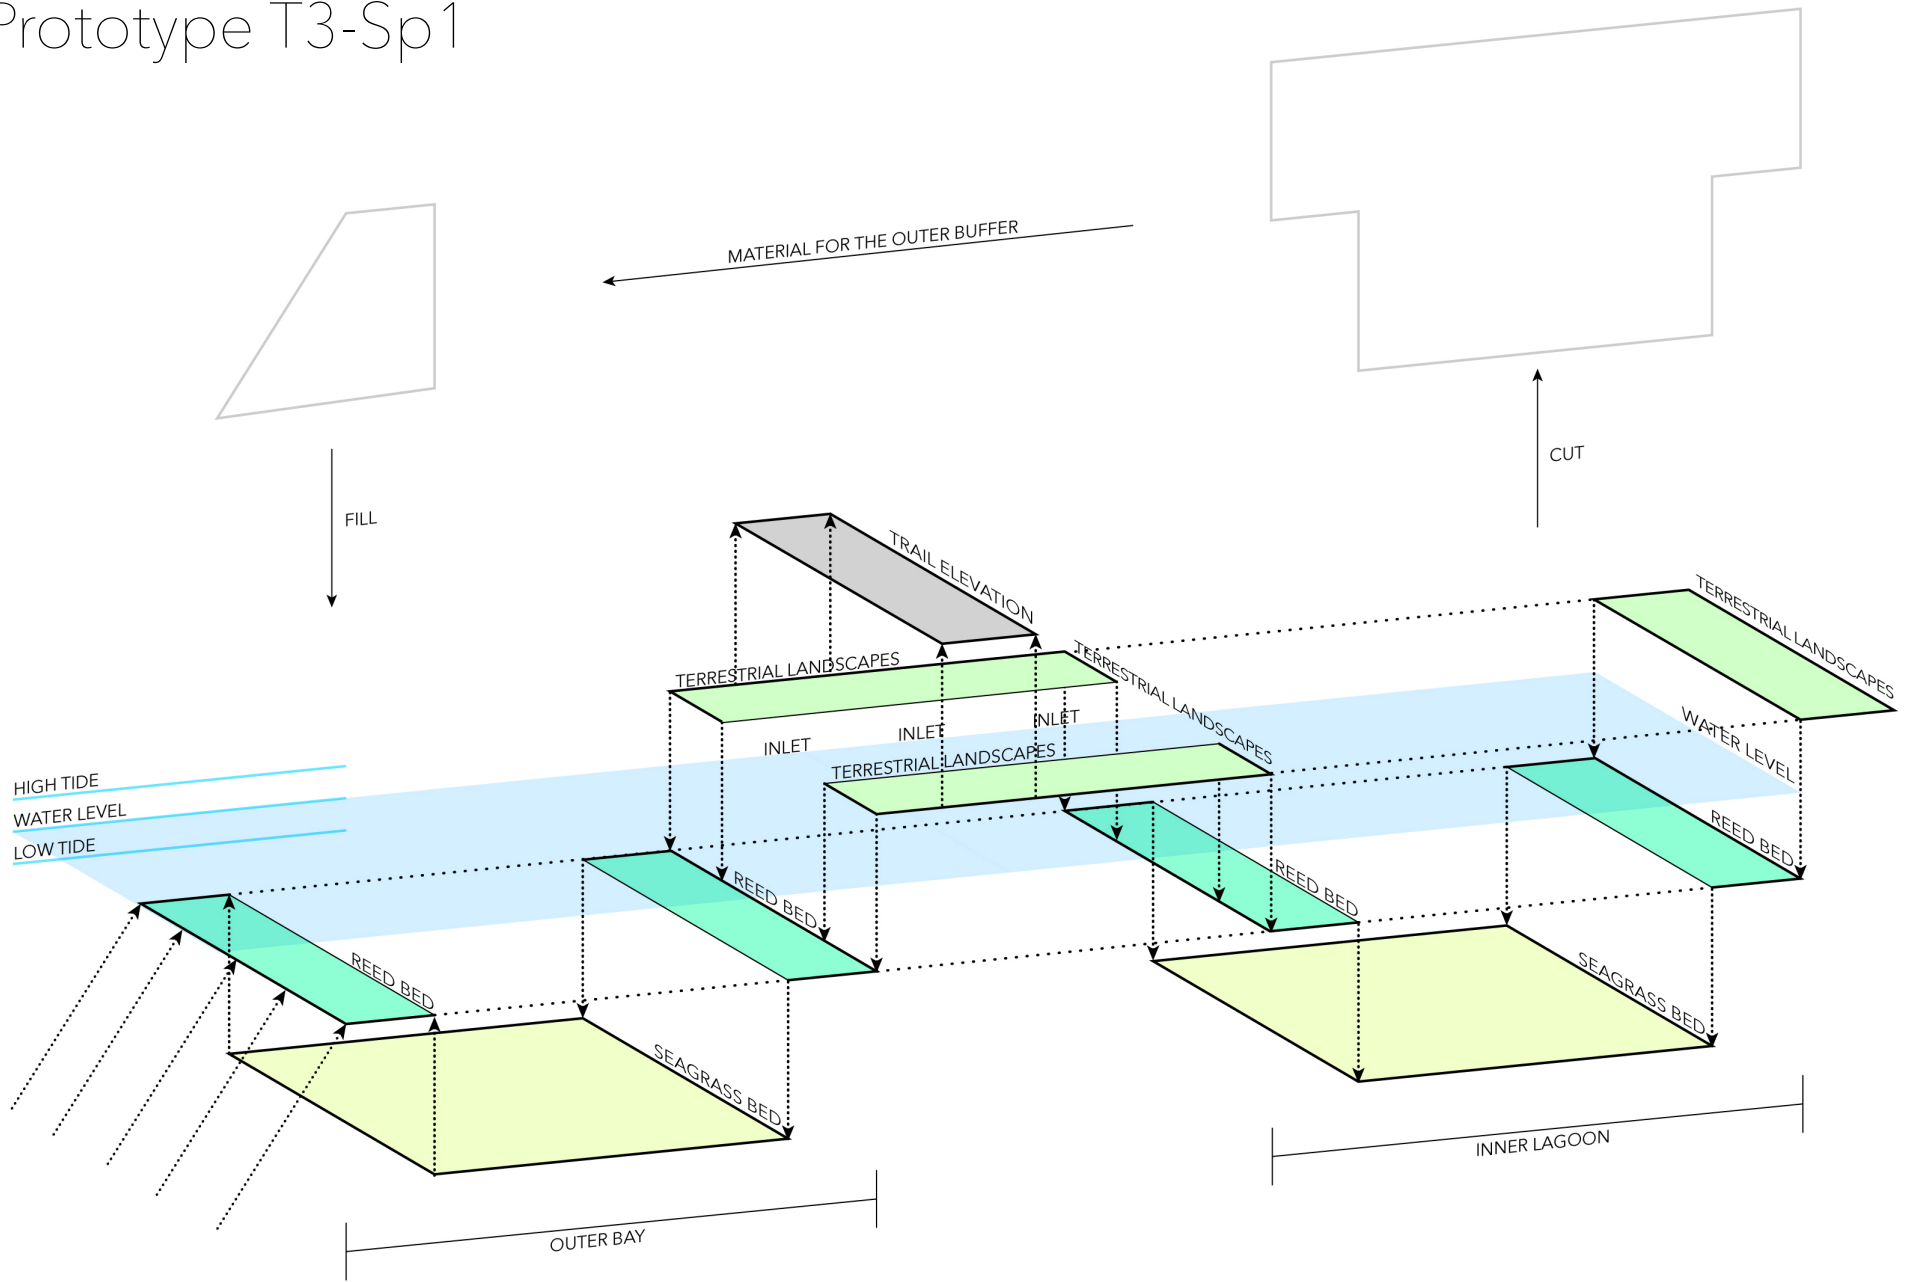 Prototype T3-Sp1
MATERIAL FOR THE OUTER BUFFER
CUT
FILL
TRAIL ELEVATION
TERRESTRIAL LANDSCAPES
TERRESTRIAL LANDSCAPES
TERRESTRIAL LANDSCAPES
INLET
INLET
INLET
TERRESTRIAL LANDSCAPES
WATER LEVEL
HIGH TIDE
WATER LEVEL
LOW TIDE
REED BED
REED BED
REED BED
REED BED
SEAGRASS BED
SEAGRASS BED
INNER LAGOON
OUTER BAY